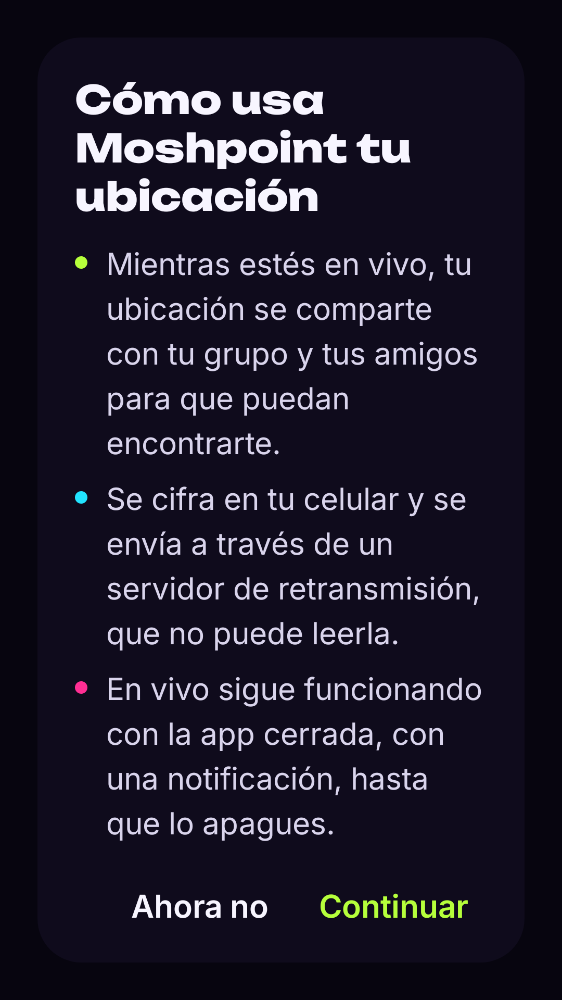 Cómo usa
Moshpoint tu
ubicación
Mientras estés en vivo, tu
ubicación se comparte
con tu grupo y tus amigos
para que puedan
encontrarte.
Se cifra en tu celular y se
envía a través de un
servidor de retransmisión,
que no puede leerla.
En vivo sigue funcionando
con la app cerrada, con
una notificación, hasta
que lo apagues.
Ahora no Continuar